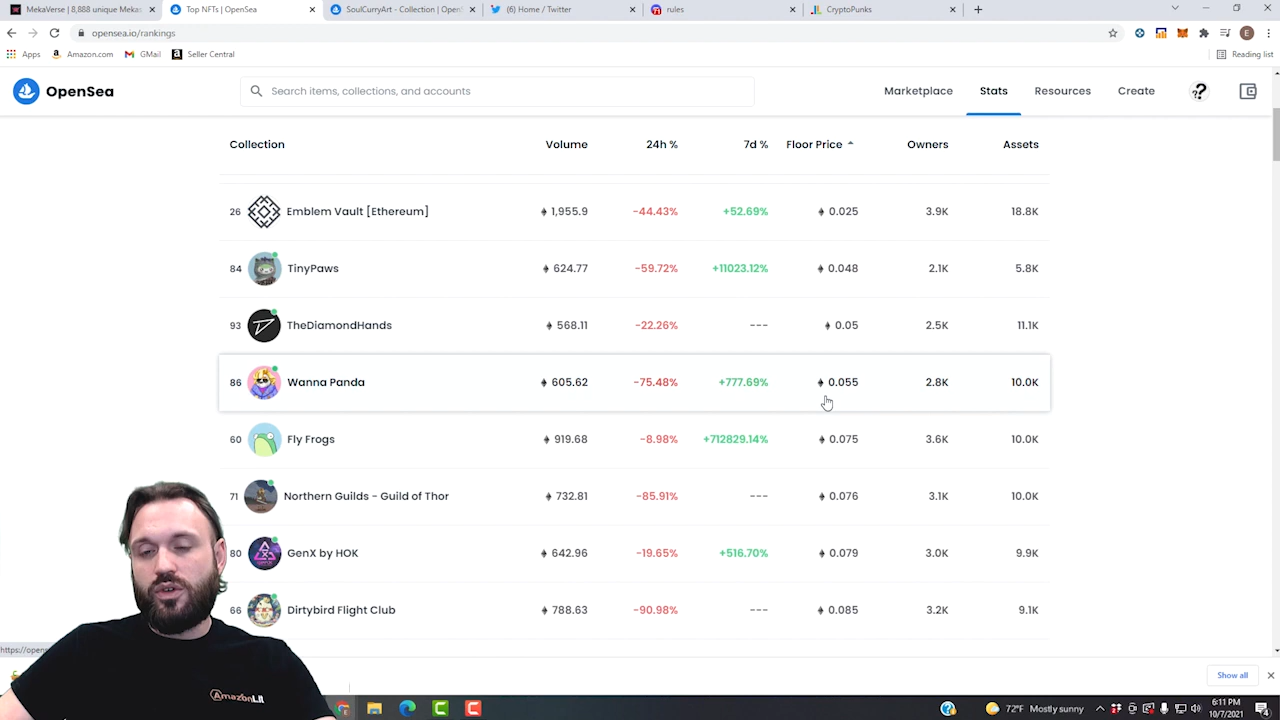 MekaVerse | 8,888 unique Mekas
Top NFTs | OpenSea
SoulCurryArt - Collection | OpenS
(6) Home / Twitter
rules
CryptoPunks
opensea.io/rankings
Apps
Amazon.com
GMail
Seller Central
Reading list
OpenSea
Search items, collections, and accounts
Marketplace
Stats
Resources
Create
Collection Volume 24h % 7d % Floor Price Owners Assets
26 Emblem Vault [Ethereum] 1,955.9 -44.43% +52.69% 0.025 3.9K 18.8K
84 TinyPaws 624.77 -59.72% +11023.12% 0.048 2.1K 5.8K
93 TheDiamondHands 568.11 -22.26% --- 0.05 2.5K 11.1K
86 Wanna Panda 605.62 -75.48% +777.69% 0.055 2.8K 10.0K
60 Fly Frogs 919.68 -8.98% +712829.14% 0.075 3.6K 10.0K
71 Northern Guilds - Guild of Thor 732.81 -85.91% --- 0.076 3.1K 10.0K
80 GenX by HOK 642.96 -19.65% +516.70% 0.079 3.0K 9.9K
66 Dirtybird Flight Club 788.63 -90.98% --- 0.085 3.2K 9.1K
https://opens
Show all
AmazonLit
72°F Mostly sunny
6:11 PM
10/7/2021